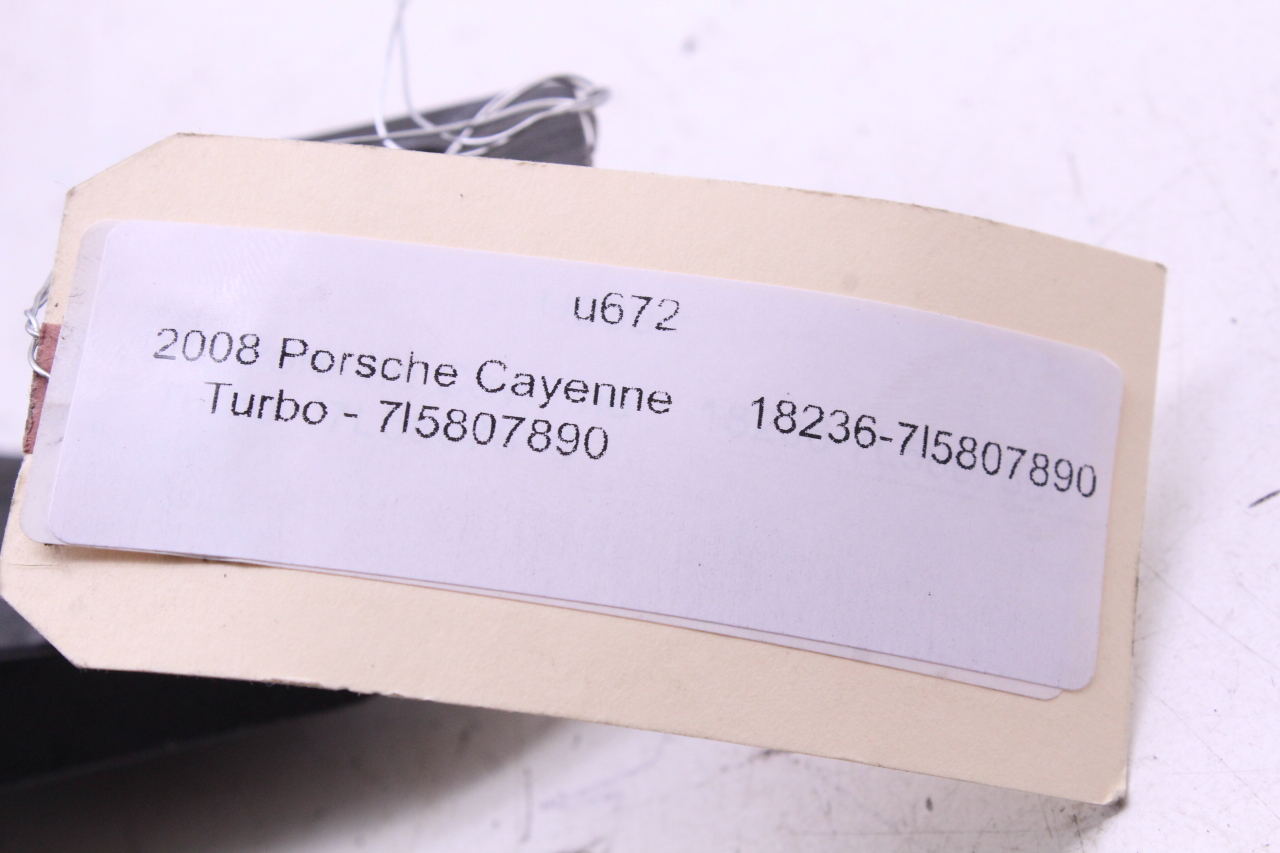 u672
2008 Porsche Cayenne
Turbo - 7l5807890
18236-7l5807890